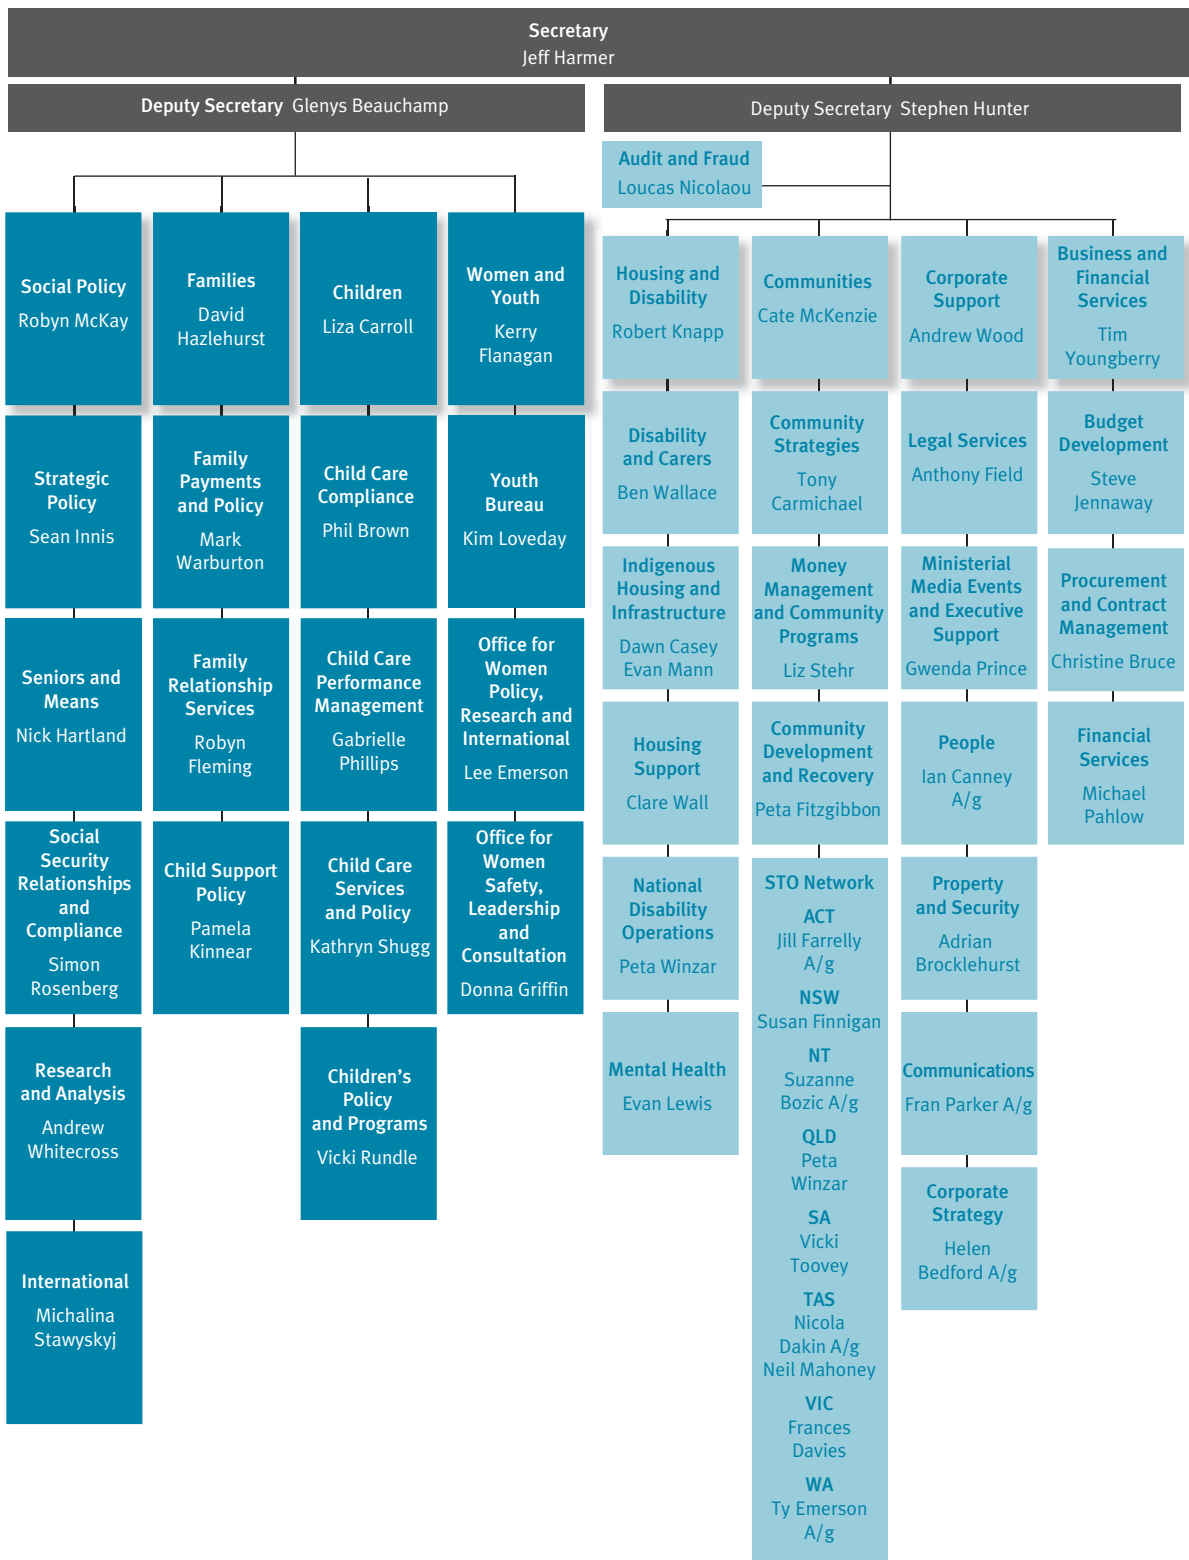 Secretary
Jeff Harmer
Deputy Secretary Glenys Beauchamp
Deputy Secretary Stephen Hunter
Audit and Fraud
Loucas Nicolaou
Social Policy
Robyn McKay
Strategic
Policy
Sean Innis
Seniors and
Means
Nick Hartland
Social
Security
Relationships
and
Compliance
Simon
Rosenberg
Research
and Analysis
Andrew
Whitecross
International
Michalina
Stawyskyj
Families
David
Hazlehurst
Family
Payments
and Policy
Mark
Warburton
Family
Relationship
Services
Robyn
Fleming
Child Support
Policy
Pamela
Kinnear
Children
Liza Carroll
Child Care
Compliance
Phil Brown
Child Care
Performance
Management
Gabrielle
Phillips
Child Care
Services
and Policy
Kathryn Shugg
Children's
Policy
and Programs
Vicki Rundle
Women and
Youth
Kerry
Flanagan
Youth
Bureau
Kim Loveday
Office for
Women
Policy,
Research and
International
Lee Emerson
Office for
Women
Safety,
Leadership
and
Consultation
Donna Griffin
Housing and
Disability
Robert Knapp
Disability
and Carers
Ben Wallace
Indigenous
Housing and
Infrastructure
Dawn Casey
Evan Mann
Housing
Support
Clare Wall
National
Disability
Operations
Peta Winzar
Mental Health
Evan Lewis
Communities
Cate McKenzie
Community
Strategies
Tony
Carmichael
Money
Management
and Community
Programs
Liz Stehr
Community
Development
and Recovery
Peta Fitzgibbon
STO Network
ACT
Jill Farrelly
A/g
NSW
Susan Finnigan
NT
Suzanne
Bozic A/g
QLD
Peta
Winzar
SA
Vicki
Toovey
TAS
Nicola
Dakin A/g
Neil Mahoney
VIC
Frances
Davies
WA
Ty Emerson
A/g
Corporate
Support
Andrew Wood
Legal Services
Anthony Field
Ministerial
Media Events
and Executive
Support
Gwenda Prince
People
Ian Canney
A/g
Property
and Security
Adrian
Brocklehurst
Communications
Fran Parker A/g
Corporate
Strategy
Helen
Bedford A/g
Business and
Financial
Services
Tim
Youngberry
Budget
Development
Steve
Jennaway
Procurement
and Contract
Management
Christine Bruce
Financial
Services
Michael
Pahlow